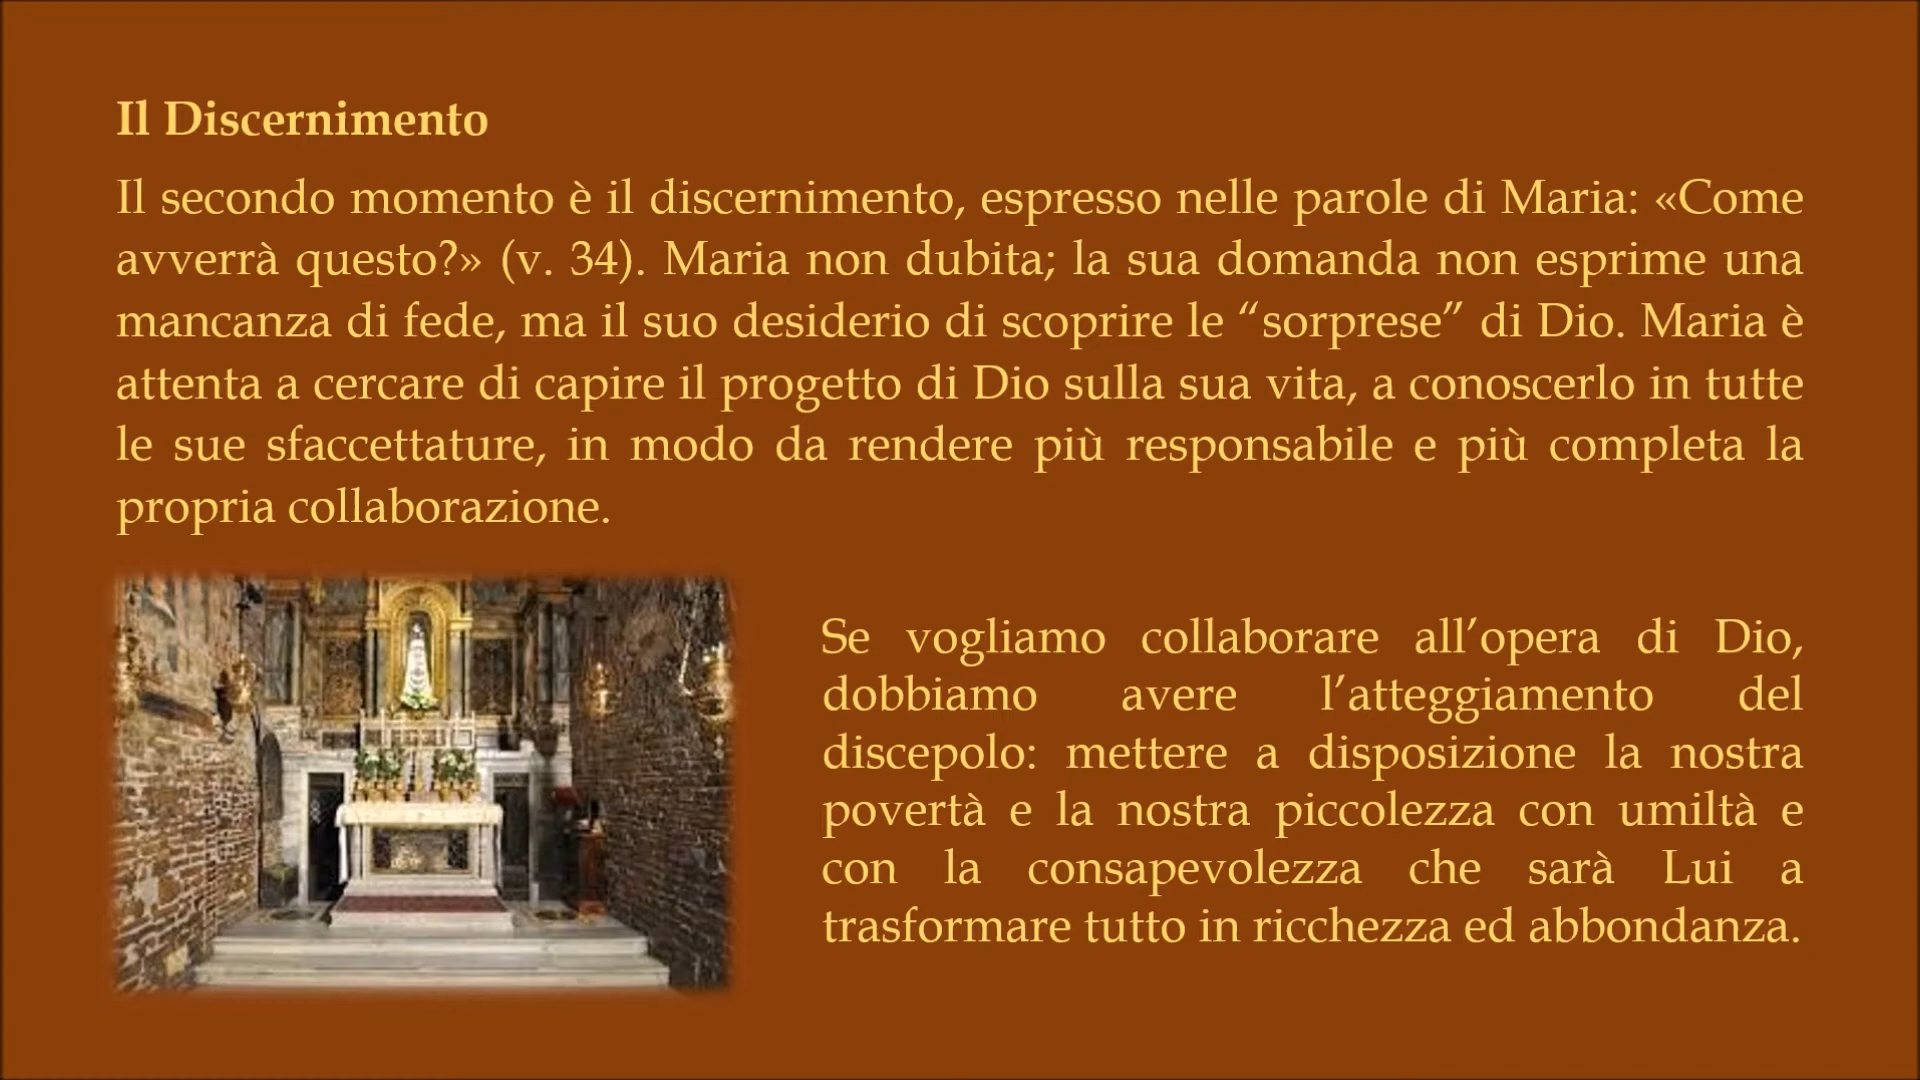 Il Discernimento
Il secondo momento è il discernimento, espresso nelle parole di Maria: «Come
avverrà questo?» (v. 34). Maria non dubita; la sua domanda non esprime una
mancanza di fede, ma il suo desiderio di scoprire le “sorprese” di Dio. Maria è
attenta a cercare di capire il progetto di Dio sulla sua vita, a conoscerlo in tutte
le sue sfaccettature, in modo da rendere più responsabile e più completa la
propria collaborazione.
Se vogliamo collaborare all’opera di Dio,
dobbiamo avere l’atteggiamento del
discepolo: mettere a disposizione la nostra
povertà e la nostra piccolezza con umiltà e
con la consapevolezza che sarà Lui a
trasformare tutto in ricchezza ed abbondanza.